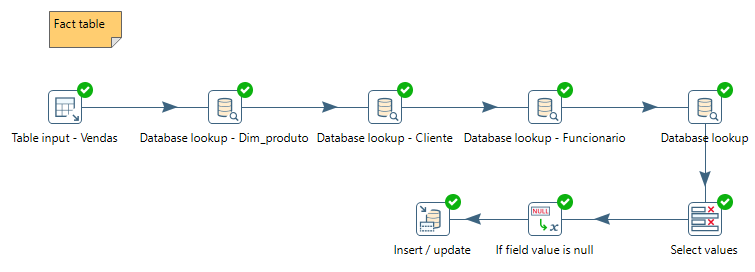 Fact table
Table input - Vendas
Database lookup - Dim_produto
Database lookup - Cliente
Database lookup - Funcionario
Database lookup
Insert / update
NULL
x
If field value is null
Select values